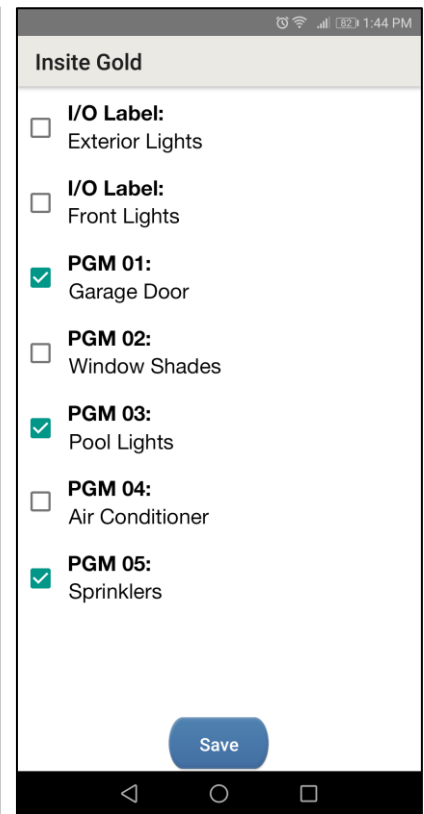 82 1:44 PM
Insite Gold
I/O Label:
Exterior Lights
I/O Label:
Front Lights
PGM 01:
Garage Door
PGM 02:
Window Shades
PGM 03:
Pool Lights
PGM 04:
Air Conditioner
PGM 05:
Sprinklers
Save